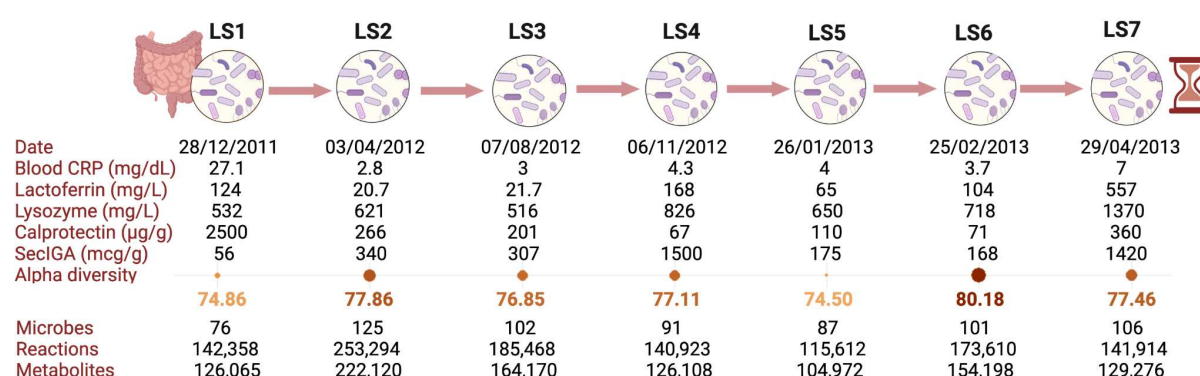 LS1 LS2 LS3 LS4 LS5 LS6 LS7
Date 28/12/2011 03/04/2012 07/08/2012 06/11/2012 26/01/2013 25/02/2013 29/04/2013
Blood CRP (mg/dL) 27.1 2.8 3 4.3 4 3.7 7
Lactoferrin (mg/L) 124 20.7 21.7 168 65 104 557
Lysozyme (mg/L) 532 621 516 826 650 718 1370
Calprotectin (µg/g) 2500 266 201 67 110 71 360
SecIGA (mcg/g) 56 340 307 1500 175 168 1420
Alpha diversity
74.86 77.86 76.85 77.11 74.50 80.18 77.46
Microbes 76 125 102 91 87 101 106
Reactions 142,358 253,294 185,468 140,923 115,612 173,610 141,914
Metabolites 126,065 222,120 164,170 126,108 104,972 154,198 129,276